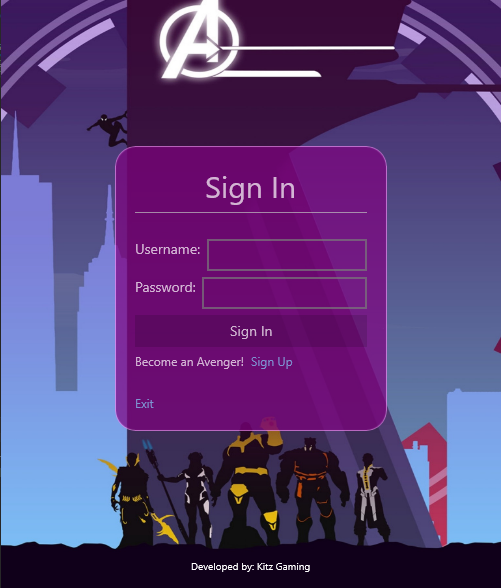 Sign In
Username:
Password:
Sign In
Become an Avenger! Sign Up
Exit
Developed by: Kitz Gaming